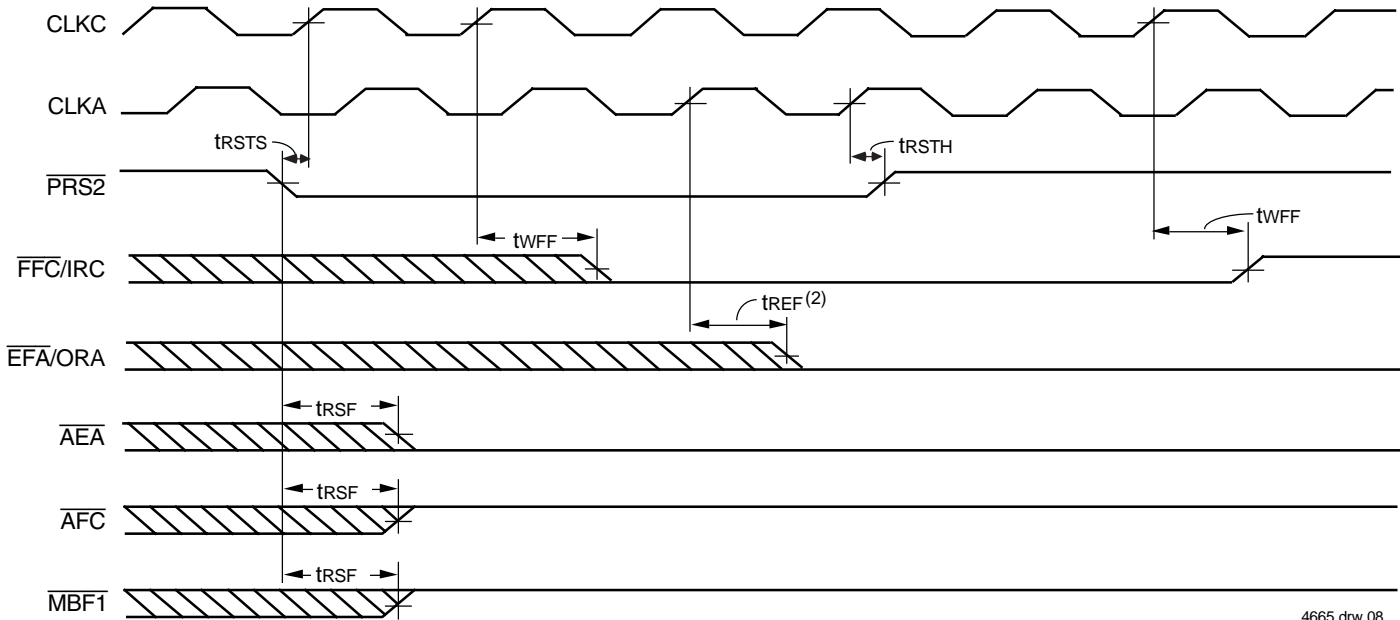 CLKC
CLKA
tRSTS
tRSTH
PRS2
tWFF
tWFF
FFC/IRC
tREF(2)
EFA/ORA
tRSF
AEA
tRSF
AFC
tRSF
MBF1
4665 drw 08